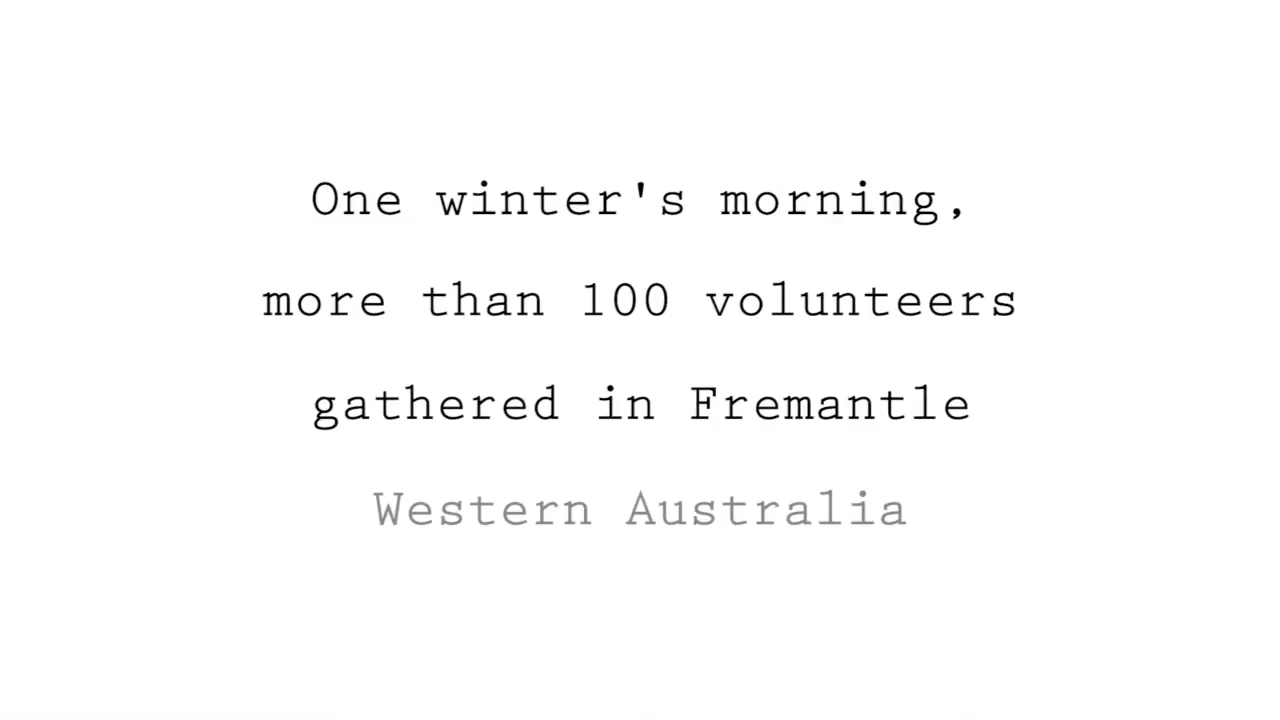 One winter's morning,
more than 100 volunteers
gathered in Fremantle
Western Australia